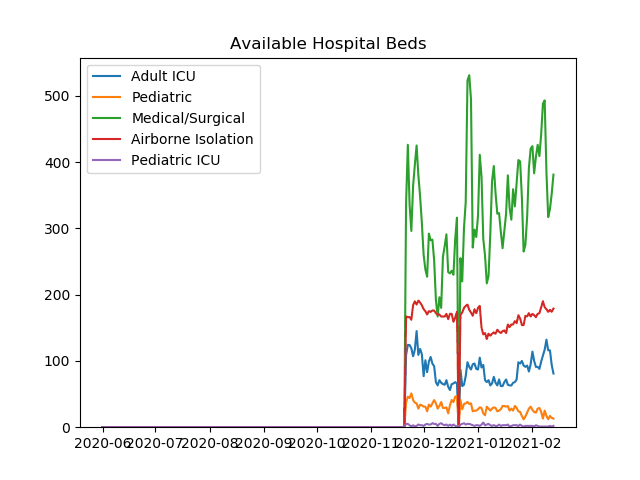 Available Hospital Beds
Adult ICU
Pediatric
Medical/Surgical
Airborne Isolation
Pediatric ICU
500
400
300
200
100
0
2020-06 2020-07 2020-08 2020-09 2020-10 2020-11 2020-12 2021-01 2021-02